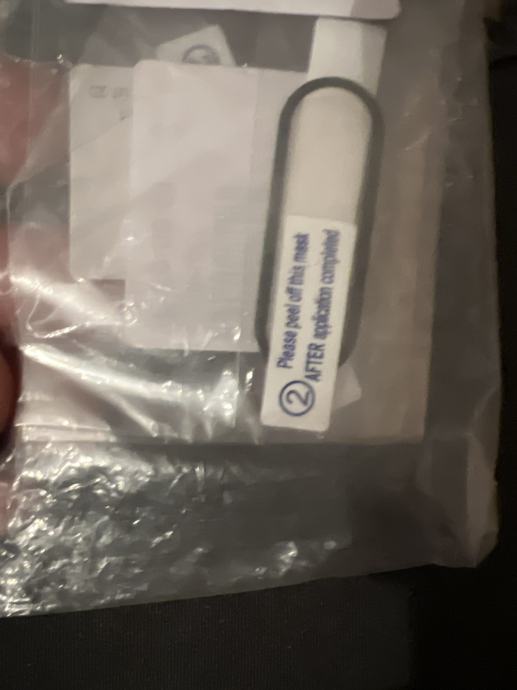 ② Please peel off this mask
AFTER application completed